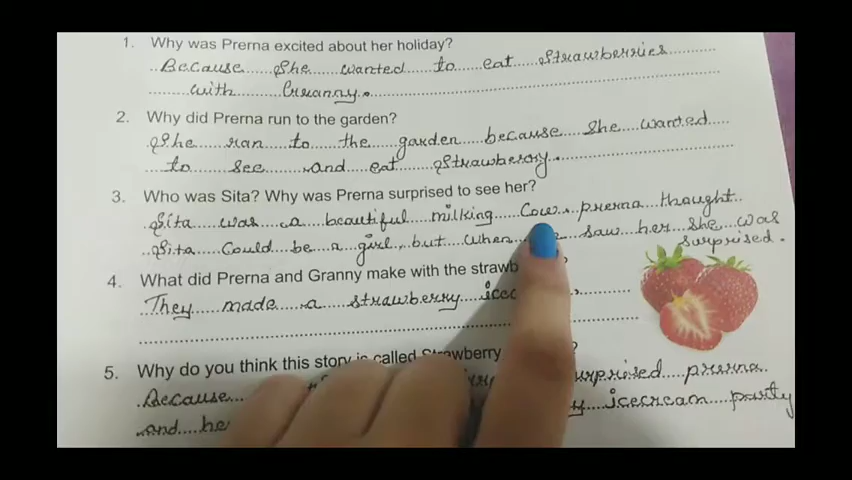 1. Why was Prerna excited about her holiday?
Because She wanted to eat Strawberries
with Granny.
2. Why did Prerna run to the garden?
She ran to the garden because She wanted
to see and eat Strawberry.
3. Who was Sita? Why was Prerna surprised to see her?
Sita was a beautiful milking Cow. prerna thought
Sita Could be a girl, but when saw her She was
surprised.
4. What did Prerna and Granny make with the
They made a strawberry
5. Why do you think this story is called
Because surprised prerna
and icecream party